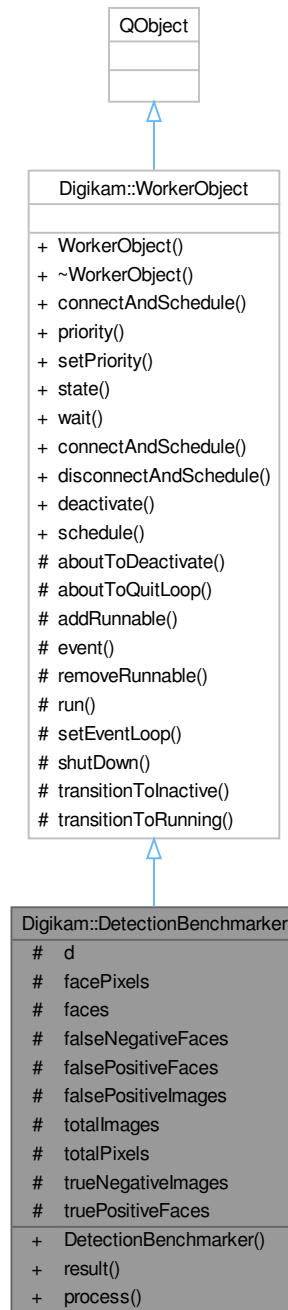 QObject
Digikam::WorkerObject
+ WorkerObject()
+ ~WorkerObject()
+ connectAndSchedule()
+ priority()
+ setPriority()
+ state()
+ wait()
+ connectAndSchedule()
+ disconnectAndSchedule()
+ deactivate()
+ schedule()
# aboutToDeactivate()
# aboutToQuitLoop()
# addRunnable()
# event()
# removeRunnable()
# run()
# setEventLoop()
# shutDown()
# transitionToInactive()
# transitionToRunning()
Digikam::DetectionBenchmarker
# d
# facePixels
# faces
# falseNegativeFaces
# falsePositiveFaces
# falsePositiveImages
# totalImages
# totalPixels
# trueNegativeImages
# truePositiveFaces
+ DetectionBenchmarker()
+ result()
+ process()